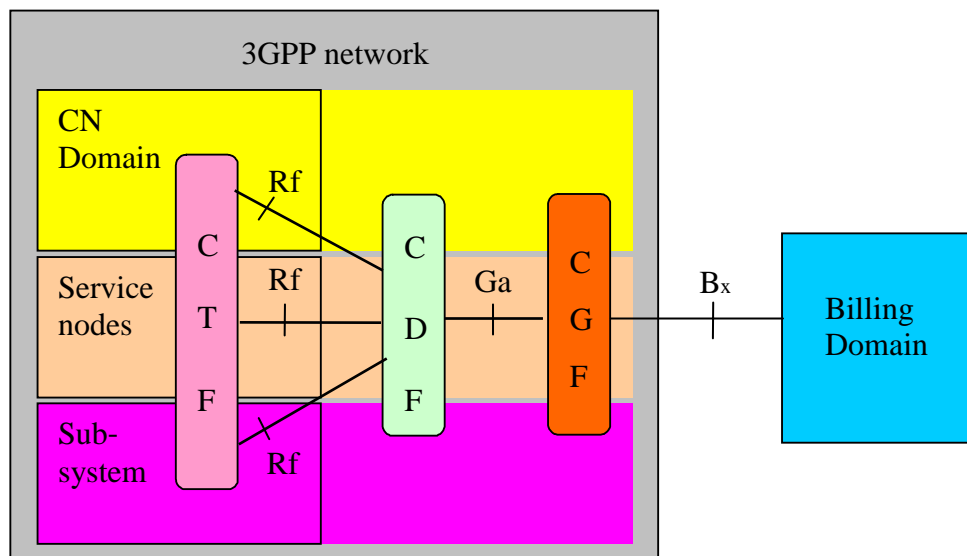 3GPP network
CN
Domain
Rf
C
T
F
Service
nodes
Rf
Sub-
system
Rf
C
D
F
Ga
C
G
F
Bx
Billing
Domain